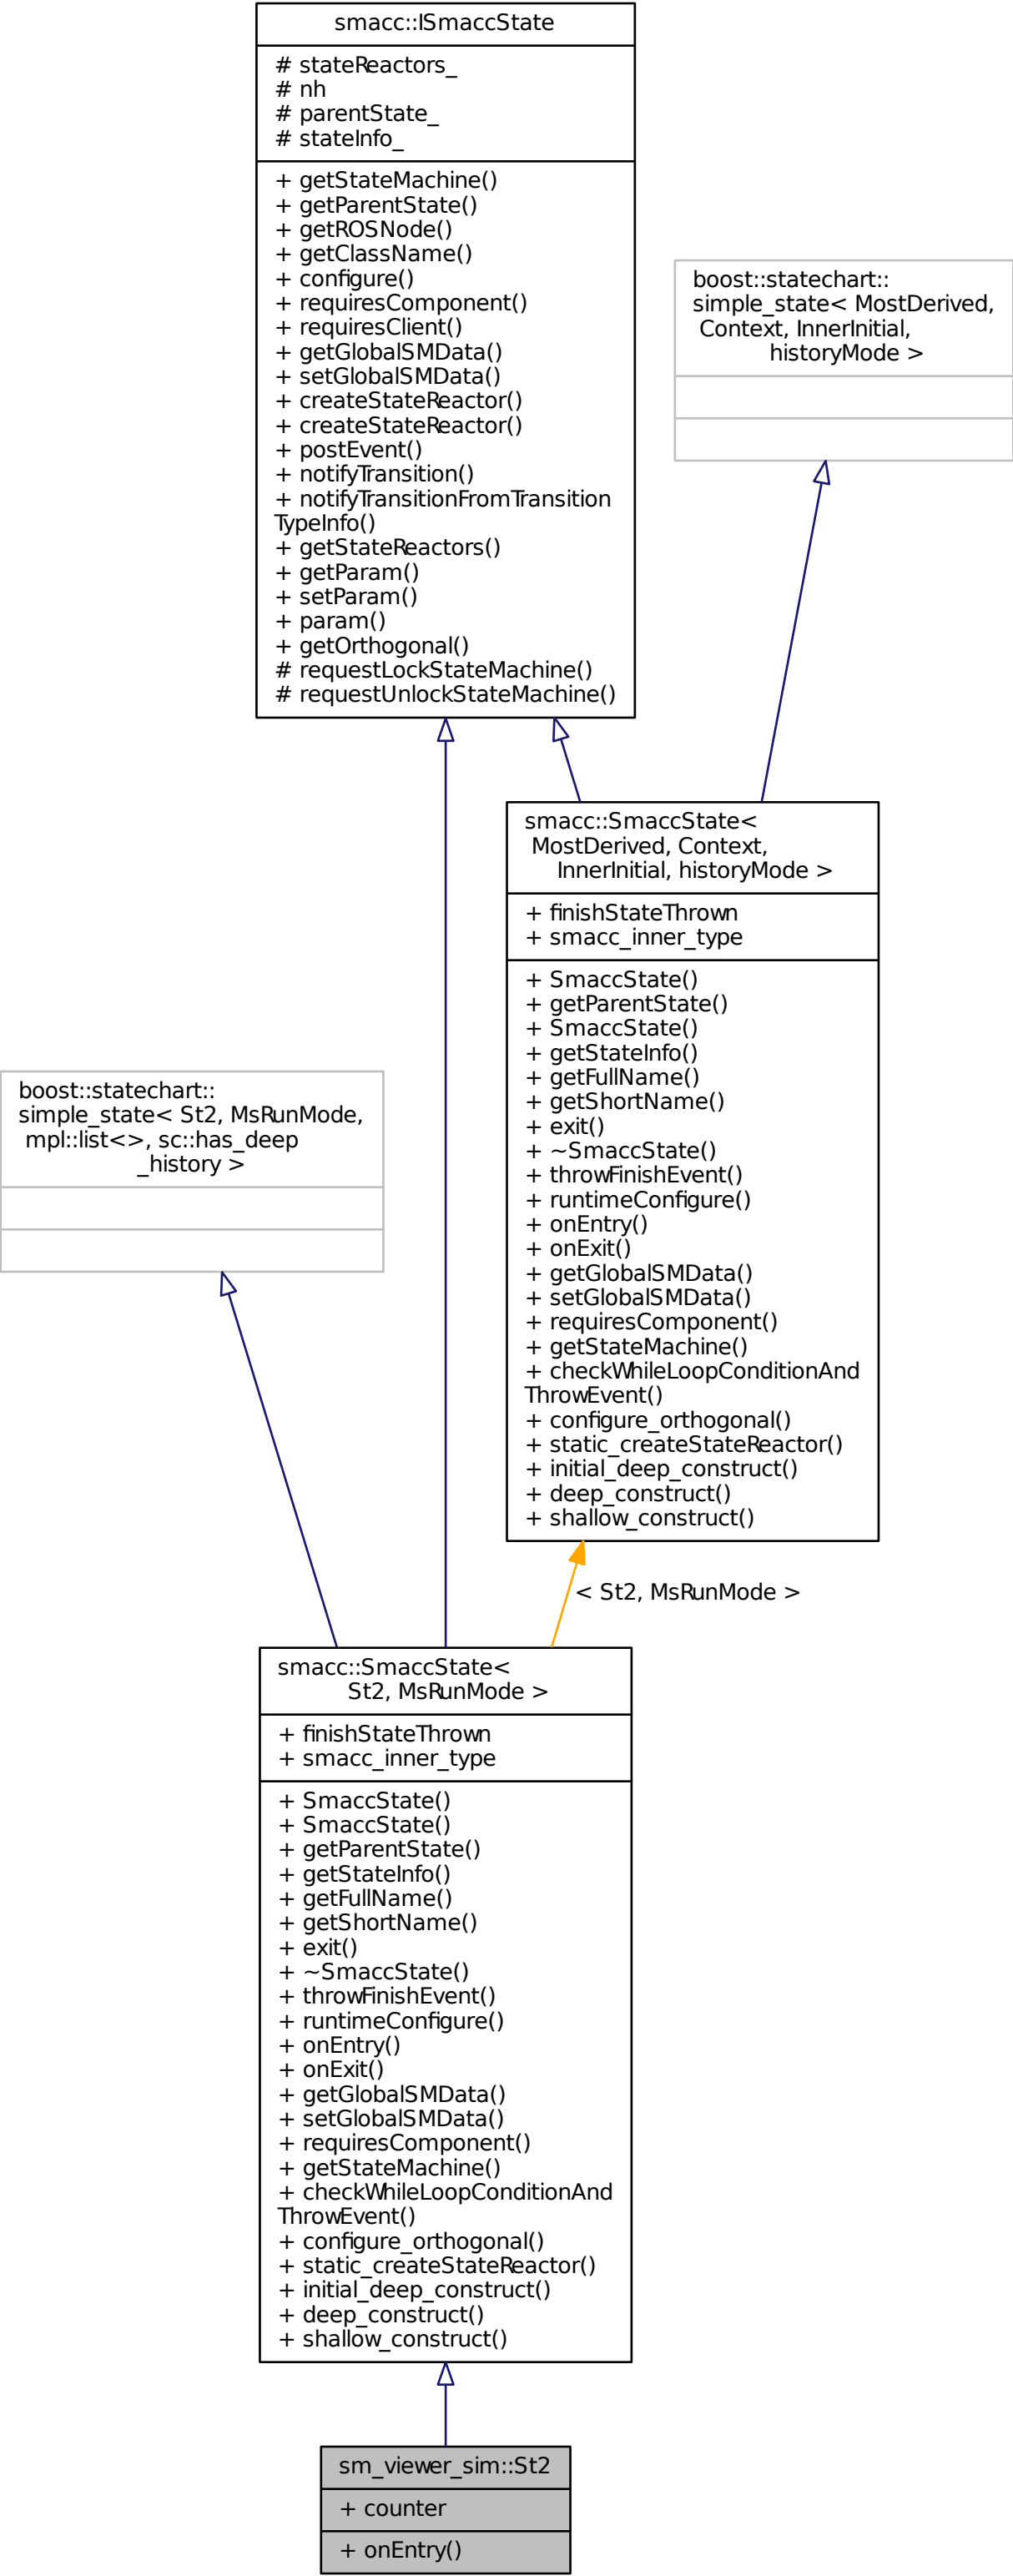 smacc::ISmaccState
# stateReactors_
# nh
# parentState_
# stateInfo_
+ getStateMachine()
+ getParentState()
+ getROSNode()
+ getClassName()
+ configure()
+ requiresComponent()
+ requiresClient()
+ getGlobalSMData()
+ setGlobalSMData()
+ createStateReactor()
+ createStateReactor()
+ postEvent()
+ notifyTransition()
+ notifyTransitionFromTransition
TypeInfo()
+ getStateReactors()
+ getParam()
+ setParam()
+ param()
+ getOrthogonal()
# requestLockStateMachine()
# requestUnlockStateMachine()
boost::statechart::
simple_state< MostDerived,
Context, InnerInitial,
historyMode >
smacc::SmaccState<
MostDerived, Context,
InnerInitial, historyMode >
+ finishStateThrown
+ smacc_inner_type
+ SmaccState()
+ getParentState()
+ SmaccState()
+ getStateInfo()
+ getFullName()
+ getShortName()
+ exit()
+ ~SmaccState()
+ throwFinishEvent()
+ runtimeConfigure()
+ onEntry()
+ onExit()
+ getGlobalSMData()
+ setGlobalSMData()
+ requiresComponent()
+ getStateMachine()
+ checkWhileLoopConditionAnd
ThrowEvent()
+ configure_orthogonal()
+ static_createStateReactor()
+ initial_deep_construct()
+ deep_construct()
+ shallow_construct()
boost::statechart::
simple_state< St2, MsRunMode,
mpl::list<>, sc::has_deep
_history >
< St2, MsRunMode >
smacc::SmaccState<
St2, MsRunMode >
+ finishStateThrown
+ smacc_inner_type
+ SmaccState()
+ SmaccState()
+ getParentState()
+ getStateInfo()
+ getFullName()
+ getShortName()
+ exit()
+ ~SmaccState()
+ throwFinishEvent()
+ runtimeConfigure()
+ onEntry()
+ onExit()
+ getGlobalSMData()
+ setGlobalSMData()
+ requiresComponent()
+ getStateMachine()
+ checkWhileLoopConditionAnd
ThrowEvent()
+ configure_orthogonal()
+ static_createStateReactor()
+ initial_deep_construct()
+ deep_construct()
+ shallow_construct()
sm_viewer_sim::St2
+ counter
+ onEntry()